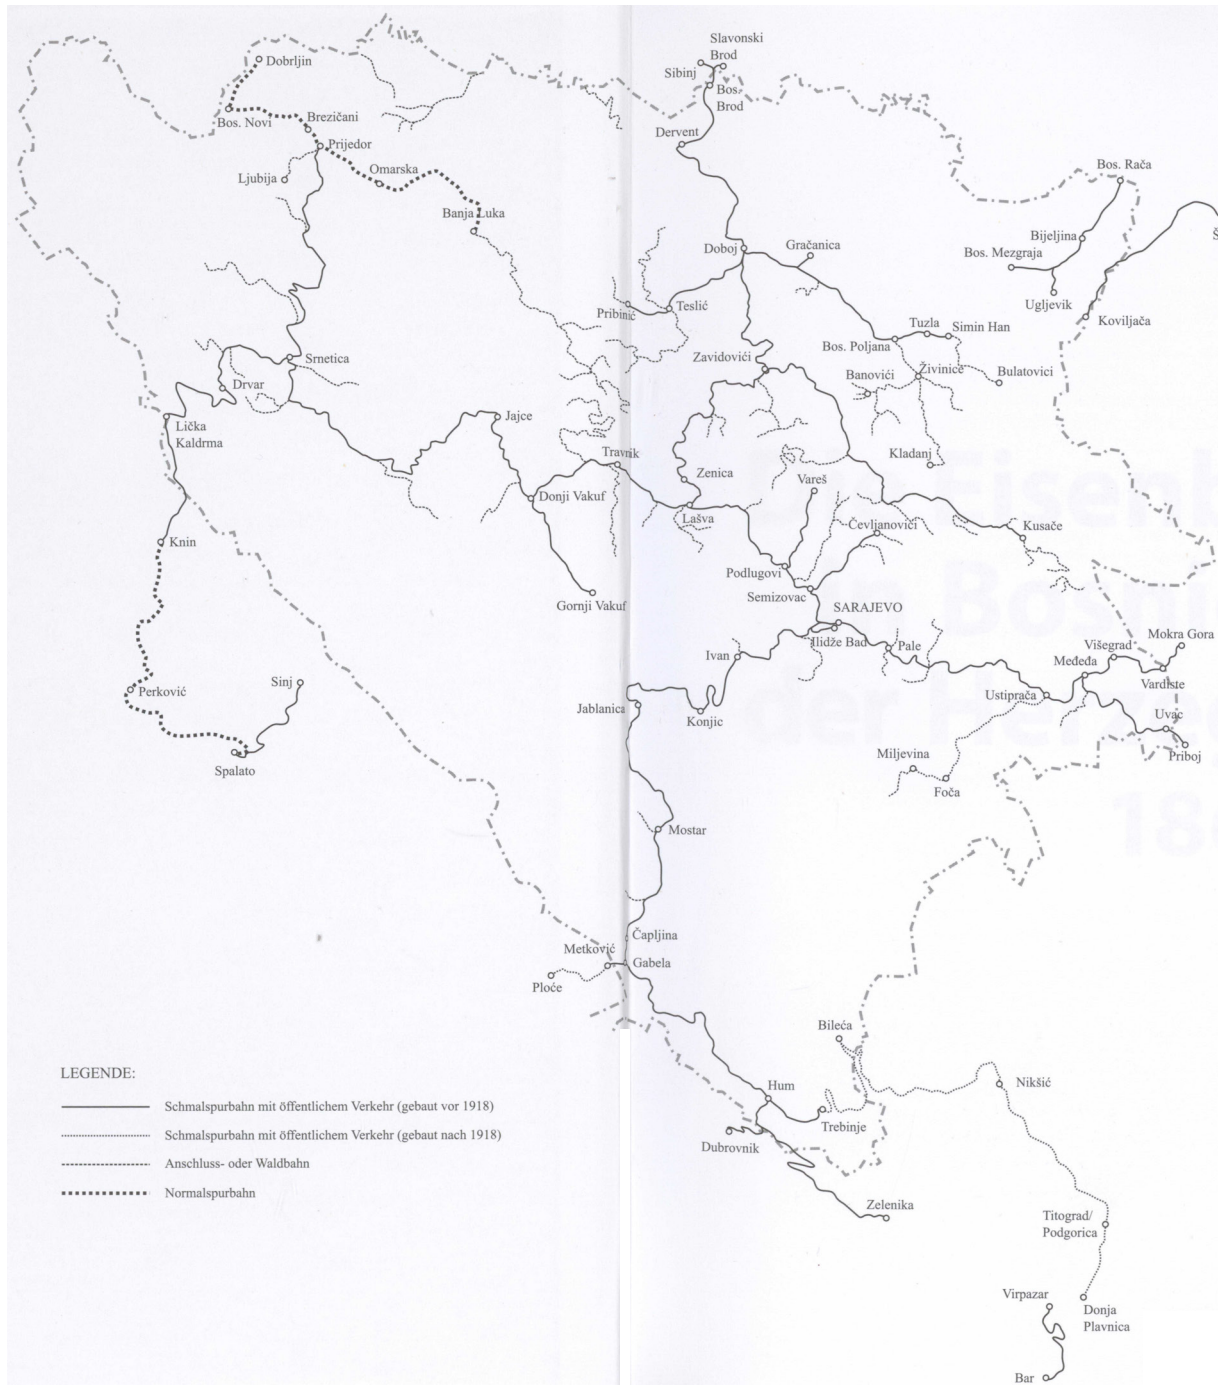 Slavonski
Brod
Sibinj
Bos.
Brod
Dobrljin
Bos. Novi
Brezičani
Prijedor
Ljubija
Omarska
Banja Luka
Dervent
Bos. Rača
Bijeljina
Bos. Mezgraja
Ugljevik
Koviljača
Š
Doboj
Gračanica
Pribinić
Teslić
Tuzla
Simin Han
Bos. Poljana
Živinice
Banovići
Bulatovici
Kladanj
Zavidovići
Srnetica
Drvar
Lička
Kaldrma
Jajce
Travnik
Zenica
Vareš
Donji Vakuf
Lašva
Čevljanovići
Kusače
Knin
Podlugovi
Semizovac
Gornji Vakuf
SARAJEVO
Ilidže Bad
Pale
Ivan
Višegrad
Mokra Gora
Međeđa
Vardište
Ustiprača
Uvac
Priboj
Perković
Sinj
Spalato
Jablanica
Konjic
Miljevina
Foča
Mostar
Čapljina
Metković
Gabela
Ploče
Bileća
Hum
Nikšić
Trebinje
Dubrovnik
Zelenika
Titograd/
Podgorica
Virpazar
Donja
Plavnica
Bar
LEGENDE:
Schmalspurbahn mit öffentlichem Verkehr (gebaut vor 1918)
Schmalspurbahn mit öffentlichem Verkehr (gebaut nach 1918)
Anschluss- oder Waldbahn
Normalspurbahn